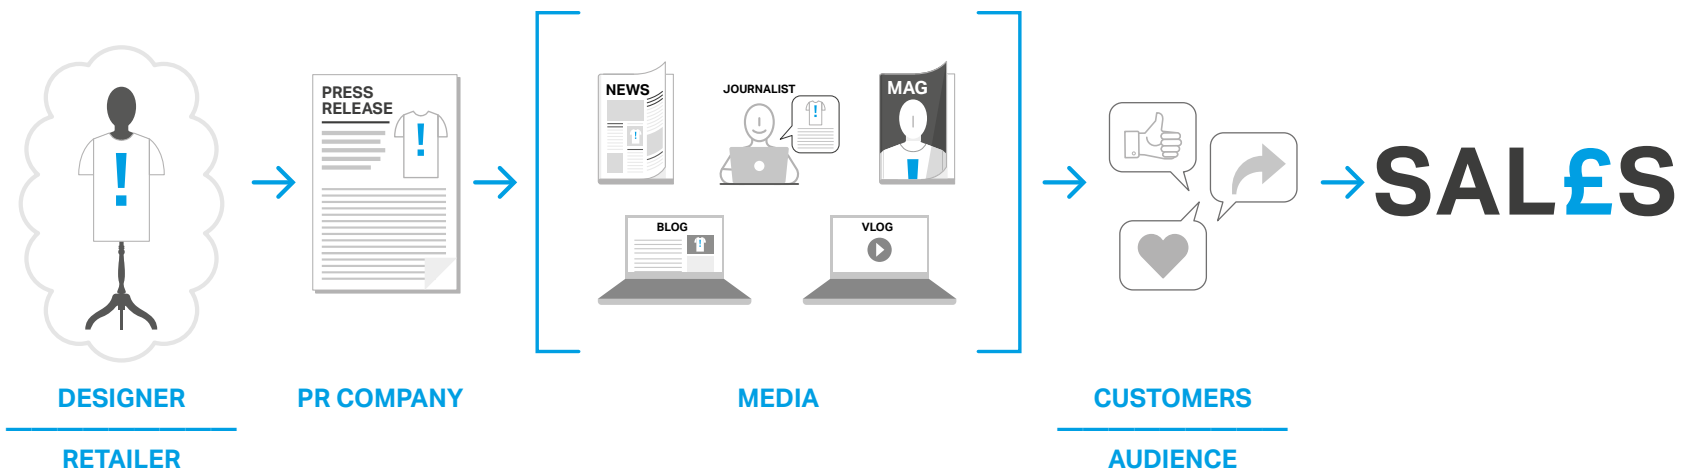 PRESS
RELEASE
!
!
NEWS
!
JOURNALIST
!
MAG
BLOG
!
VLOG
SAL£S
DESIGNER
RETAILER
PR COMPANY
MEDIA
CUSTOMERS
AUDIENCE